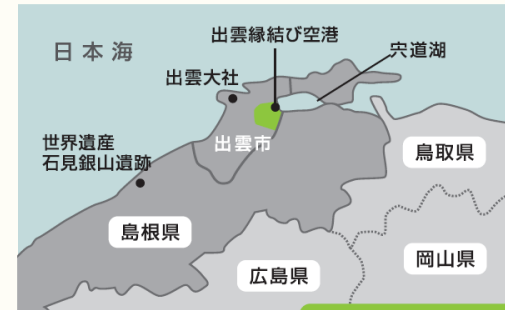 出雲縁結び空港
宍道湖
日本海
出雲大社
出雲市
世界遺産
石見銀山遺跡
鳥取県
島根県
岡山県
広島県